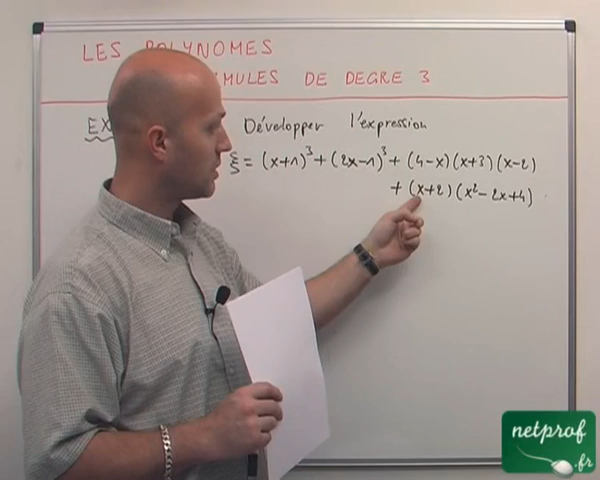 LES POLYNOMES
FORMULES DE DEGRE 3
Développer l'expression
ξ = (x+1)³ + (2x-1)³ + (4-x)(x+3)(x-2)
+ (x+2)(x²-2x+4)
netprof
.fr